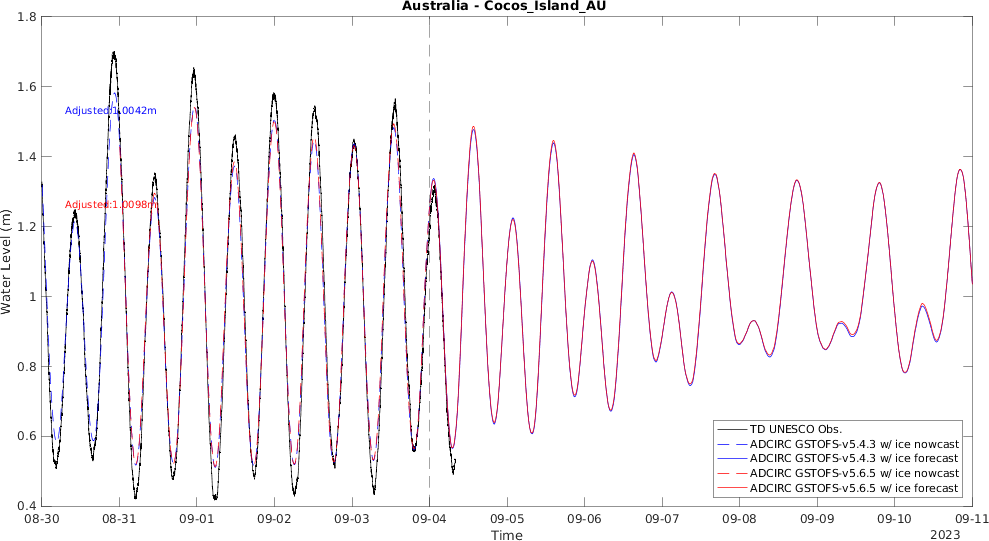 Australia - Cocos_Island_AU
1.8
1.6
1.4
1.2
1
0.8
0.6
0.4
Water Level (m)
Adjusted:1.0042m
Adjusted:1.0098m
TD UNESCO Obs.
ADCIRC GSTOFS-v5.4.3 w/ ice nowcast
ADCIRC GSTOFS-v5.4.3 w/ ice forecast
ADCIRC GSTOFS-v5.6.5 w/ ice nowcast
ADCIRC GSTOFS-v5.6.5 w/ ice forecast
08-30 08-31 09-01 09-02 09-03 09-04 09-05 09-06 09-07 09-08 09-09 09-10 09-11
Time
2023